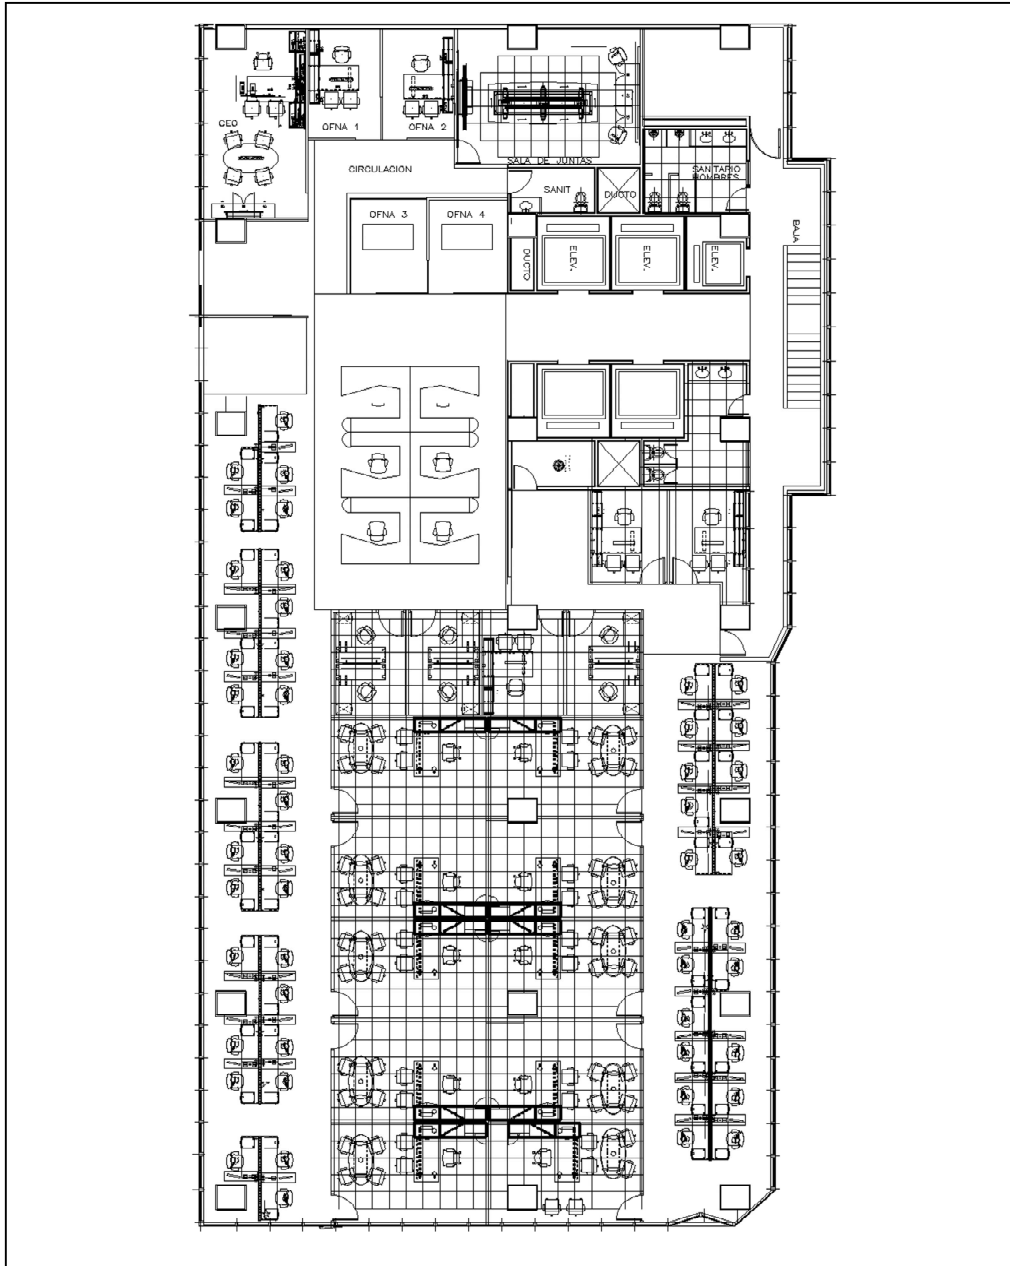 CEO
OFNA 1
OFNA 2
SALA DE JUNTAS
CIRCULACION
SANIT
DUCTO
SANITARIO
HOMBRES
OFNA 3
OFNA 4
DUCTO
ELEV.
ELEV.
ELEV.
BAJA